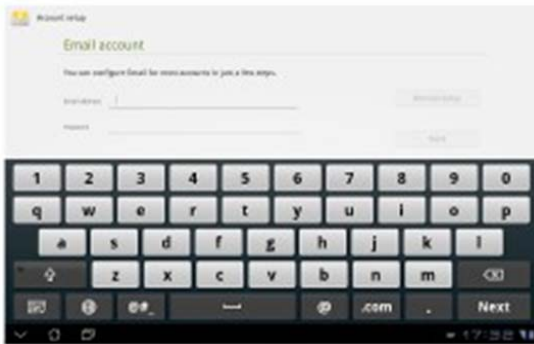 Account setup
Email account
You can configure Email for most accounts in just a few steps.
Email address
Manual setup
Password
Next
1 2 3 4 5 6 7 8 9 0
q w e r t y u i o p
a s d f g h j k l
z x c v b n m
@#_ @ .com . Next
17:32